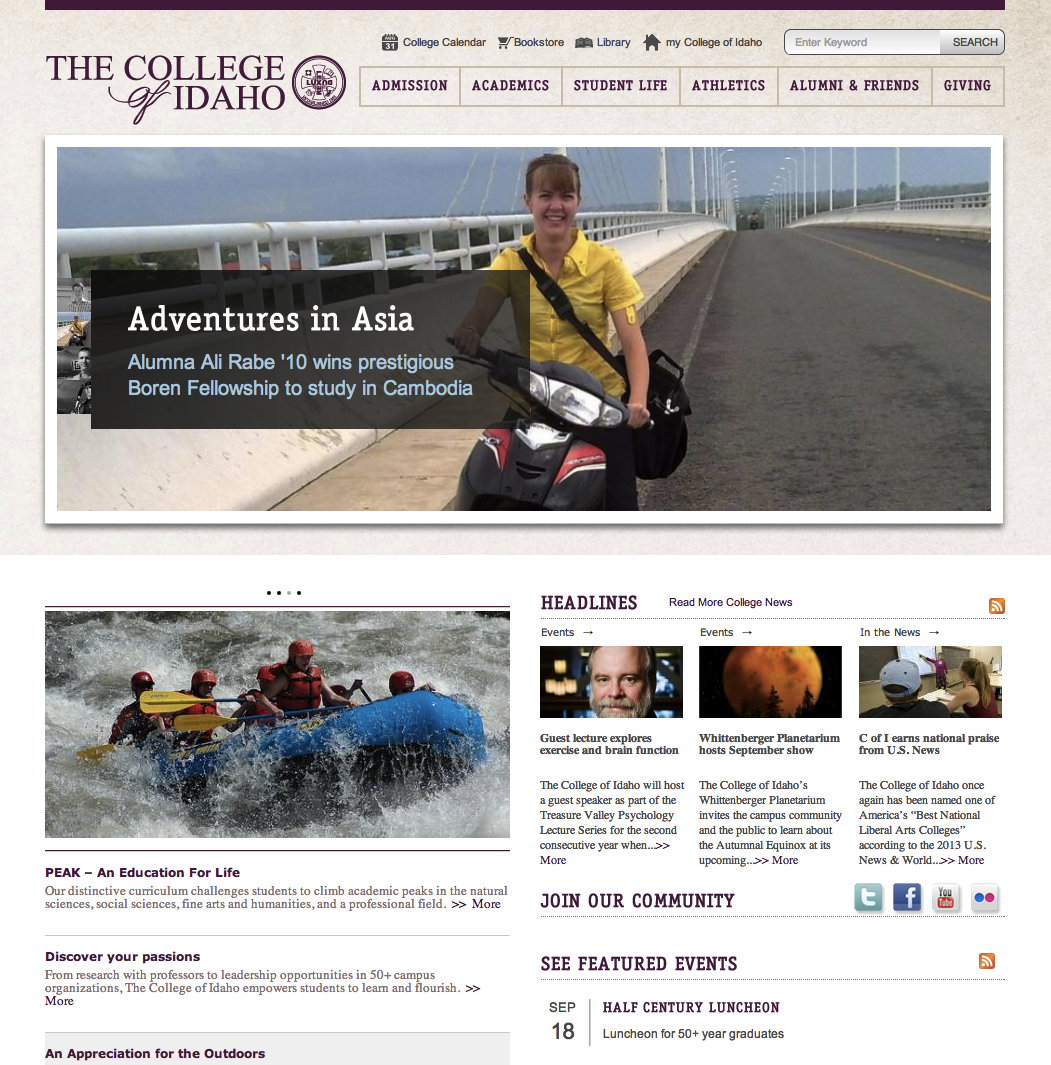 AUG
31
College Calendar
Bookstore
Library
my College of Idaho
Enter Keyword
SEARCH
THE COLLEGE
of IDAHO
ADMISSION
ACADEMICS
STUDENT LIFE
ATHLETICS
ALUMNI & FRIENDS
GIVING
Adventures in Asia
Alumna Ali Rabe '10 wins prestigious
Boren Fellowship to study in Cambodia
PEAK – An Education For Life
Our distinctive curriculum challenges students to climb academic peaks in the natural
sciences, social sciences, fine arts and humanities, and a professional field. >> More
Discover your passions
From research with professors to leadership opportunities in 50+ campus
organizations, The College of Idaho empowers students to learn and flourish. >>
More
An Appreciation for the Outdoors
HEADLINES
Read More College News
Events →
Guest lecture explores
exercise and brain function
The College of Idaho will host
a guest speaker as part of the
Treasure Valley Psychology
Lecture Series for the second
consecutive year when...>>
More
Events →
Whittenberger Planetarium
hosts September show
The College of Idaho’s
Whittenberger Planetarium
invites the campus community
and the public to learn about
the Autumnal Equinox at its
upcoming...>> More
In the News →
C of I earns national praise
from U.S. News
The College of Idaho once
again has been named one of
America’s “Best National
Liberal Arts Colleges”
according to the 2013 U.S.
News & World...>> More
JOIN OUR COMMUNITY
t
f
You
Tube
SEE FEATURED EVENTS
SEP
18
HALF CENTURY LUNCHEON
Luncheon for 50+ year graduates